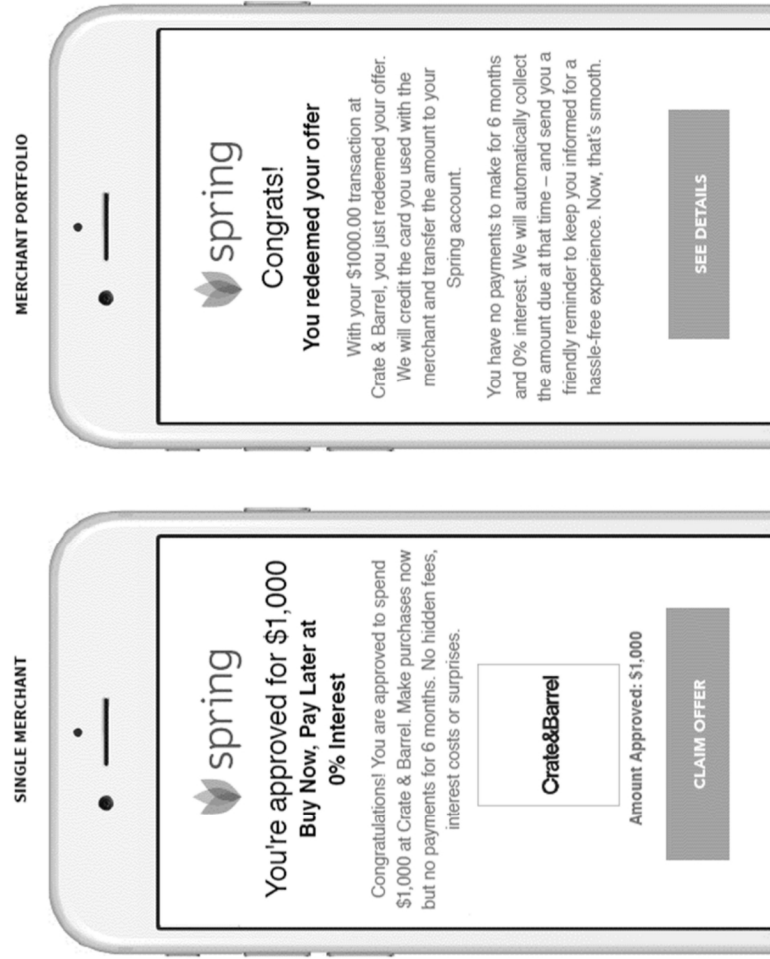 SINGLE MERCHANT
spring
You're approved for $1,000
Buy Now, Pay Later at
0% Interest
Congratulations! You are approved to spend
$1,000 at Crate & Barrel. Make purchases now
but no payments for 6 months. No hidden fees,
interest costs or surprises.
Crate&Barrel
Amount Approved: $1,000
CLAIM OFFER
MERCHANT PORTFOLIO
spring
Congrats!
You redeemed your offer
With your $1000.00 transaction at
Crate & Barrel, you just redeemed your offer.
We will credit the card you used with the
merchant and transfer the amount to your
Spring account.
You have no payments to make for 6 months
and 0% interest. We will automatically collect
the amount due at that time – and send you a
friendly reminder to keep you informed for a
hassle-free experience. Now, that's smooth.
SEE DETAILS